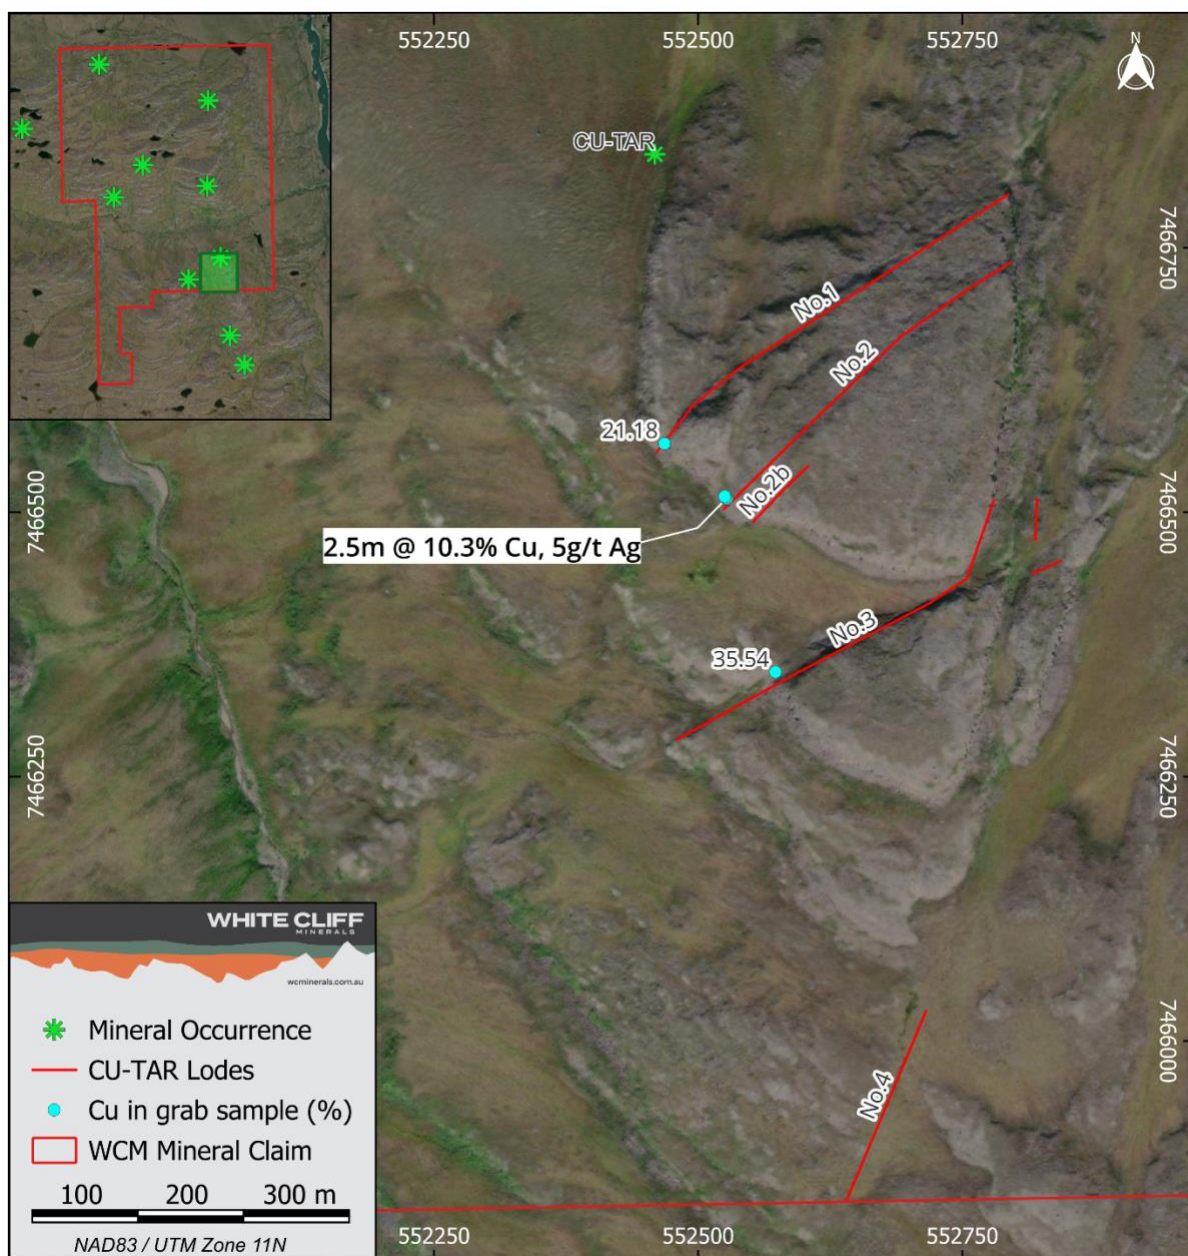 552250
552500
552750
N
CU-TAR
7466750
7466750
No.1
No.2
21.18
No.2b
7466500
7466500
2.5m @ 10.3% Cu, 5g/t Ag
No.3
35.54
7466250
7466250
7466000
No.4
WHITE CLIFF
MINERALS
wcminerals.com.au
Mineral Occurrence
CU-TAR Lodes
Cu in grab sample (%)
WCM Mineral Claim
100 200 300 m
NAD83 / UTM Zone 11N
552250
552500
552750